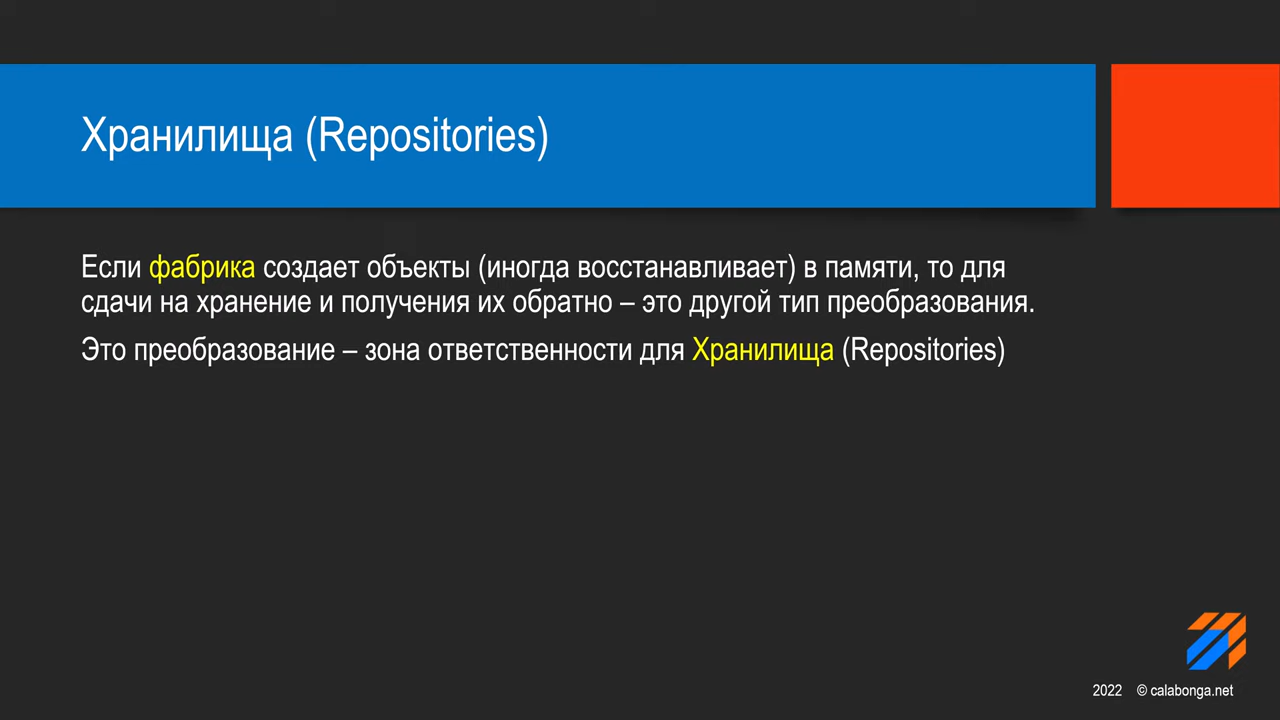 Хранилища (Repositories)
Если фабрика создает объекты (иногда восстанавливает) в памяти, то для
сдачи на хранение и получения их обратно – это другой тип преобразования.
Это преобразование – зона ответственности для Хранилища (Repositories)
2022 © calabonga.net